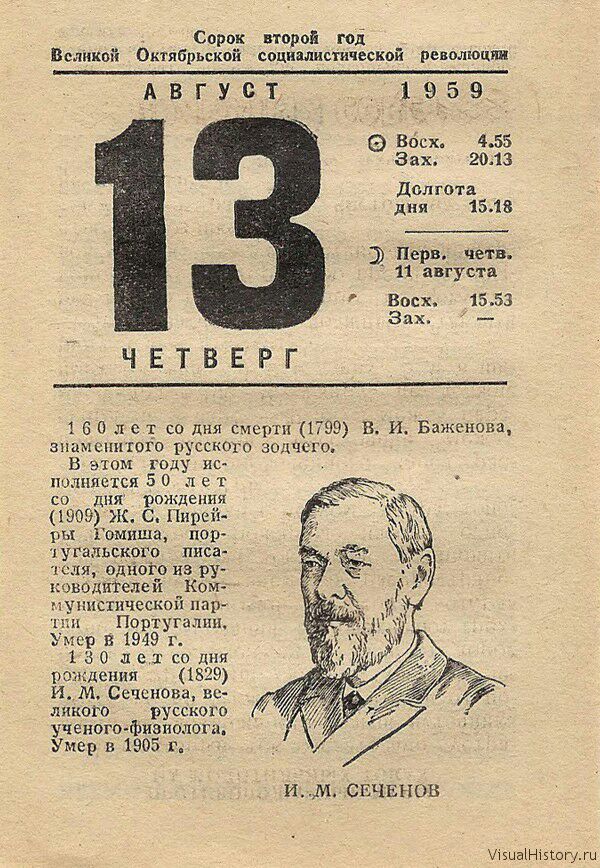 Сорок второй год
Великой Октябрьской социалистической революции
АВГУСТ 1959
13
Восх. 4.55
Зах. 20.13
Долгота
дня 15.18
Перв. четв.
11 августа
Восх. 15.53
Зах. —
ЧЕТВЕРГ
160 лет со дня смерти (1799) В. И. Баженова,
знаменитого русского зодчего.
В этом году ис-
полняется 50 лет
со дня рождения
(1909) Ж. С. Пирей-
ры Гомиша, пор-
тугальского писа-
теля, одного из ру-
ководителей Ком-
мунистической пар-
тии Португалии.
Умер в 1949 г.
130 лет со дня
рождения (1829)
И. М. Сеченова, ве-
ликого русского
ученого-физиолога.
Умер в 1905 г.
И. М. СЕЧЕНОВ
VisualHistory.ru